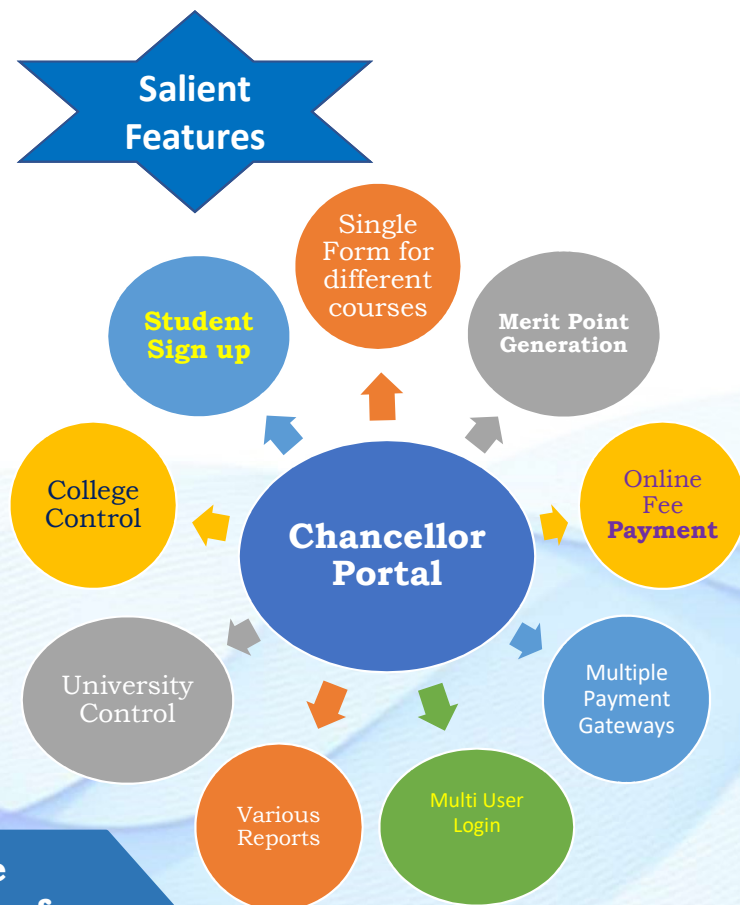 Salient
Features
Single
Form for
different
courses
Merit Point
Generation
Online
Fee
Payment
Multiple
Payment
Gateways
Multi User
Login
Various
Reports
University
Control
College
Control
Student
Sign up
Chancellor
Portal